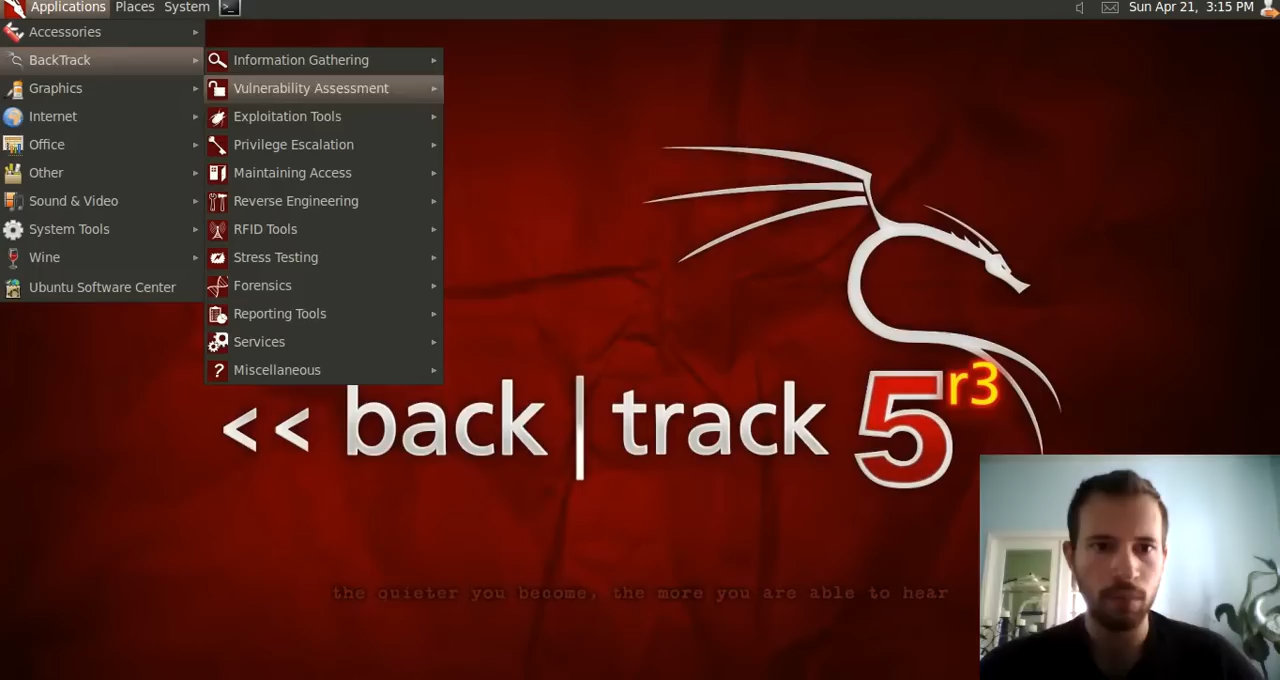 Applications Places System
Sun Apr 21, 3:15 PM
Accessories
BackTrack
Graphics
Internet
Office
Other
Sound & Video
System Tools
Wine
Ubuntu Software Center
Information Gathering
Vulnerability Assessment
Exploitation Tools
Privilege Escalation
Maintaining Access
Reverse Engineering
RFID Tools
Stress Testing
Forensics
Reporting Tools
Services
Miscellaneous
<< back | track 5 r3
the quieter you become, the more you are able to hear